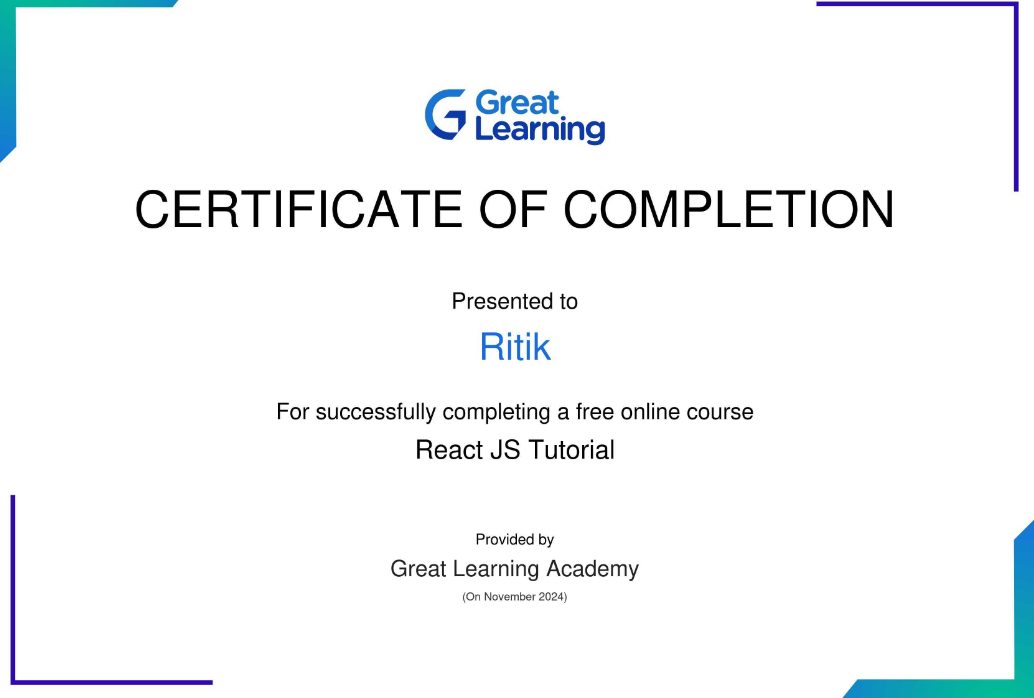 Great
Learning
CERTIFICATE OF COMPLETION
Presented to
Ritik
For successfully completing a free online course
React JS Tutorial
Provided by
Great Learning Academy
(On November 2024)